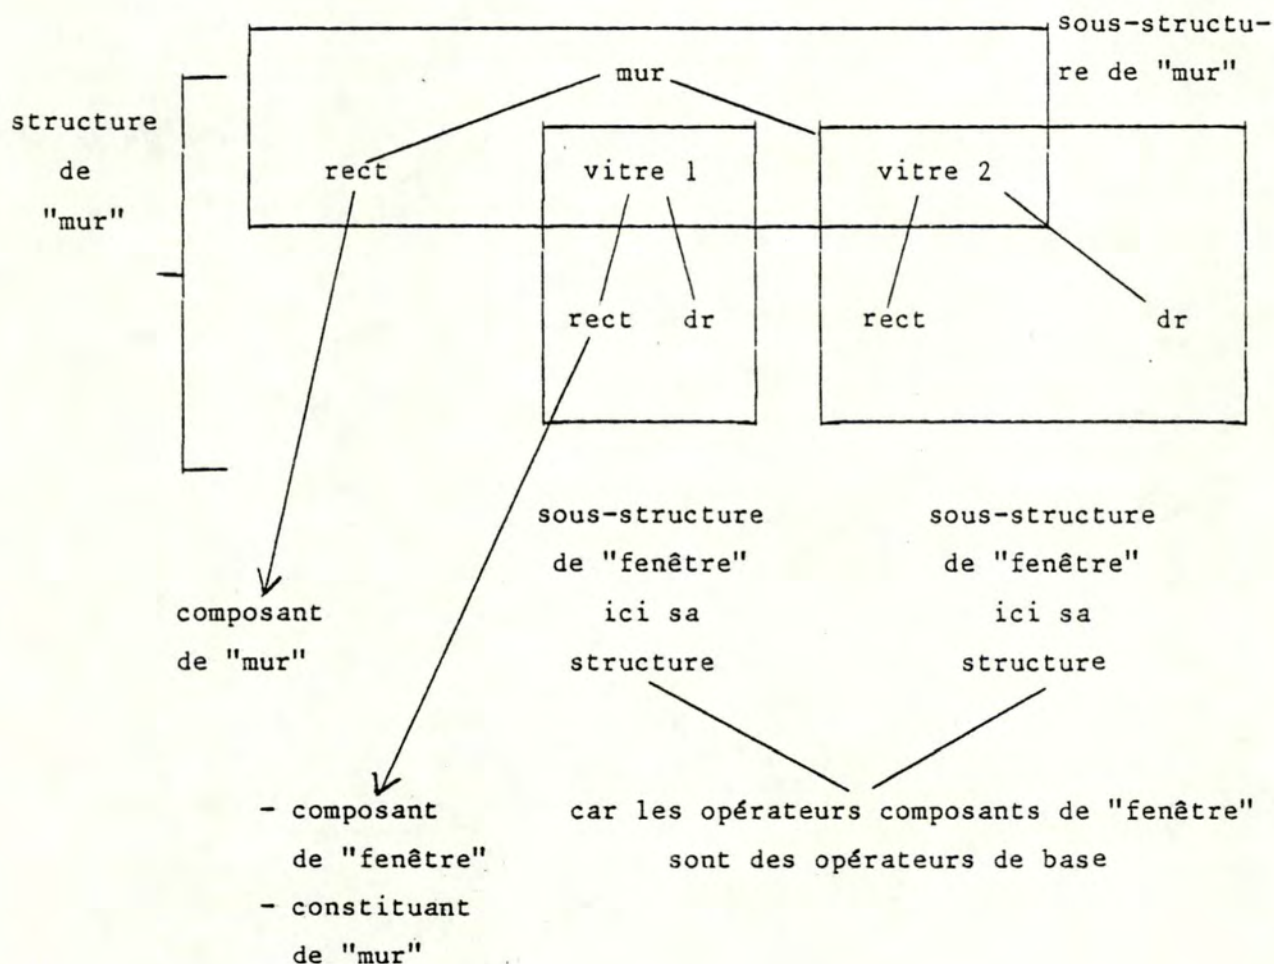 sous-structu-
re de "mur"
mur
structure
de
"mur"
rect
vitre 1
vitre 2
rect dr
rect
dr
sous-structure
de "fenêtre"
ici sa
structure
sous-structure
de "fenêtre"
ici sa
structure
composant
de "mur"
- composant
de "fenêtre"
- constituant
de "mur"
car les opérateurs composants de "fenêtre"
sont des opérateurs de base